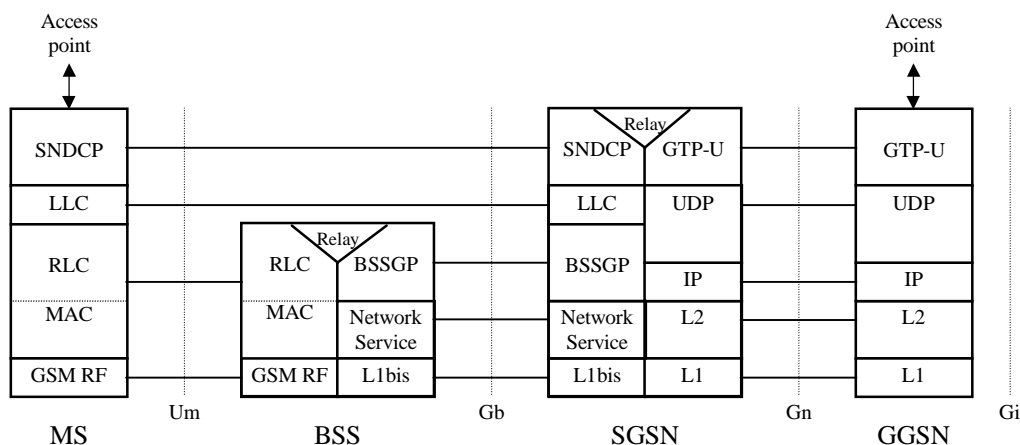 Access
point
Access
point
Relay
SNDCP
SNDCP
GTP-U
GTP-U
LLC
LLC
UDP
UDP
Relay
RLC
RLC
BSSGP
BSSGP
IP
IP
MAC
MAC
Network
Service
Network
Service
L2
L2
GSM RF
GSM RF
L1bis
L1bis
L1
L1
Um
Gb
Gn
Gi
MS
BSS
SGSN
GGSN